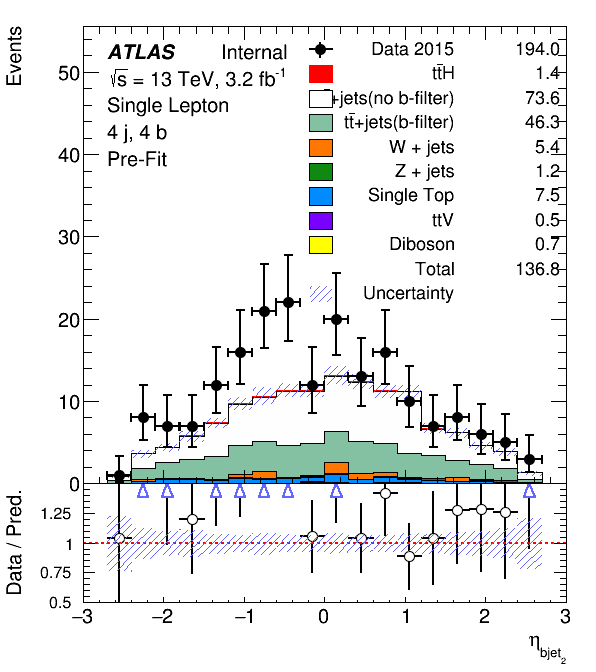 Events
ATLAS Internal
√s = 13 TeV, 3.2 fb-1
Single Lepton
4 j, 4 b
Pre-Fit
Data 2015 194.0
tt̄H 1.4
+jets(no b-filter) 73.6
tt̄+jets(b-filter) 46.3
W + jets 5.4
Z + jets 1.2
Single Top 7.5
ttV 0.5
Diboson 0.7
Total 136.8
Uncertainty
50
40
30
20
10
0
Data / Pred.
1.25
1
0.75
0.5
−3 −2 −1 0 1 2 3
ηbjet2